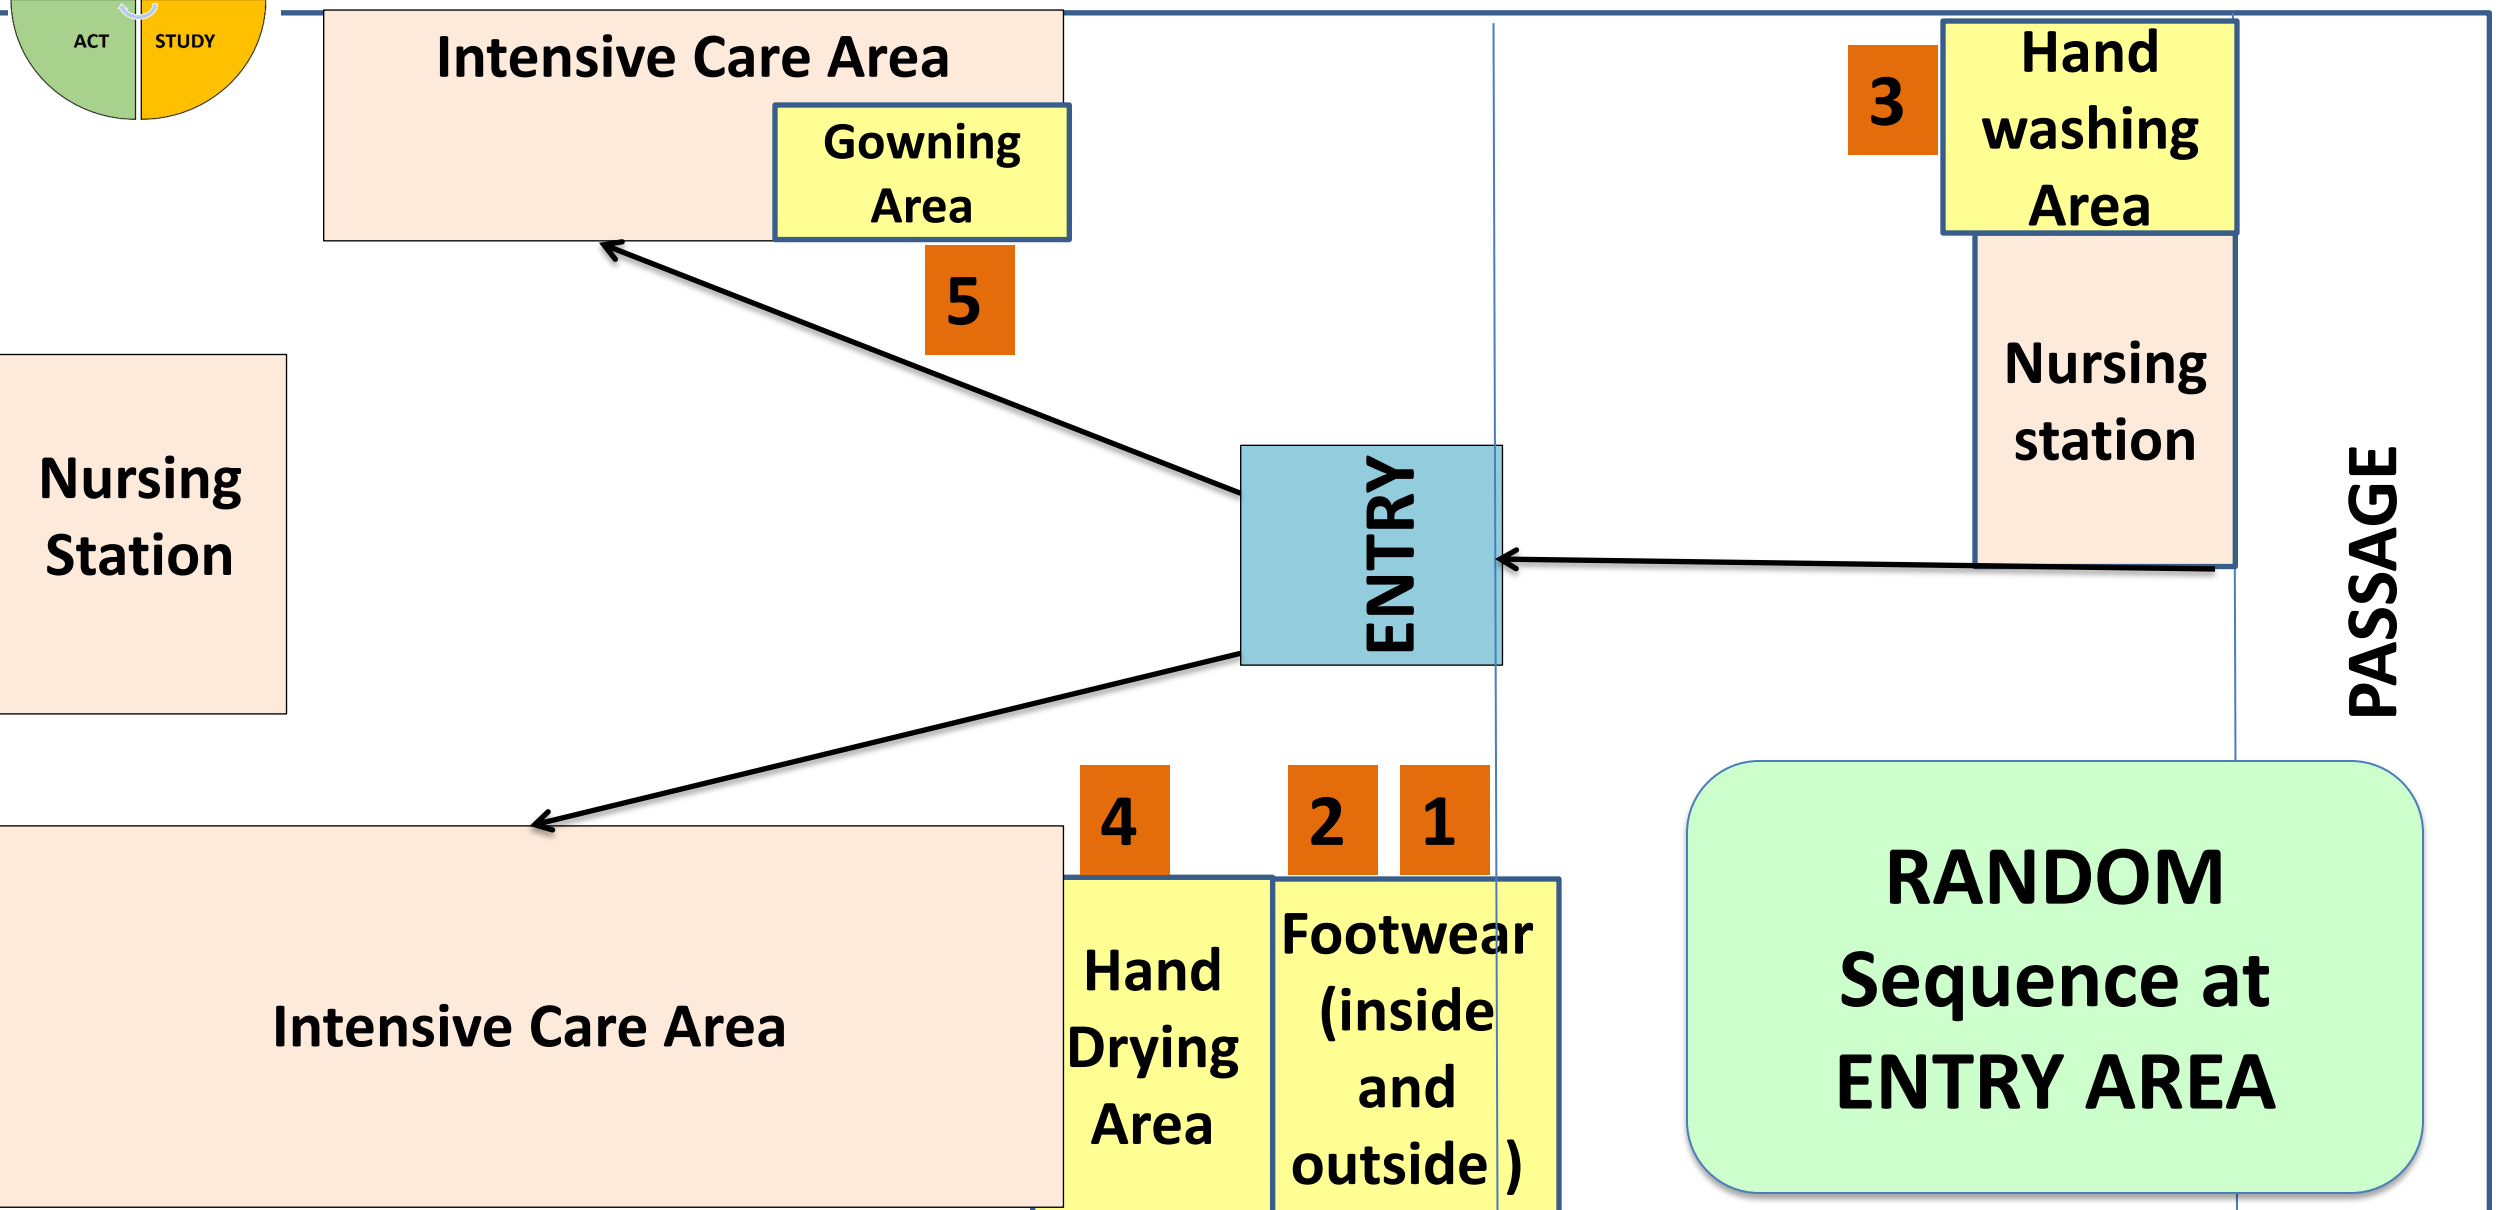 ACT
STUDY
Intensive Care Area
Gowning
Area
5
3
Hand
washing
Area
Nursing
station
Nursing
Station
ENTRY
PASSAGE
4
2
1
Hand
Drying
Area
Footwear
(inside
and
outside )
Intensive Care Area
RANDOM
Sequence at
ENTRY AREA